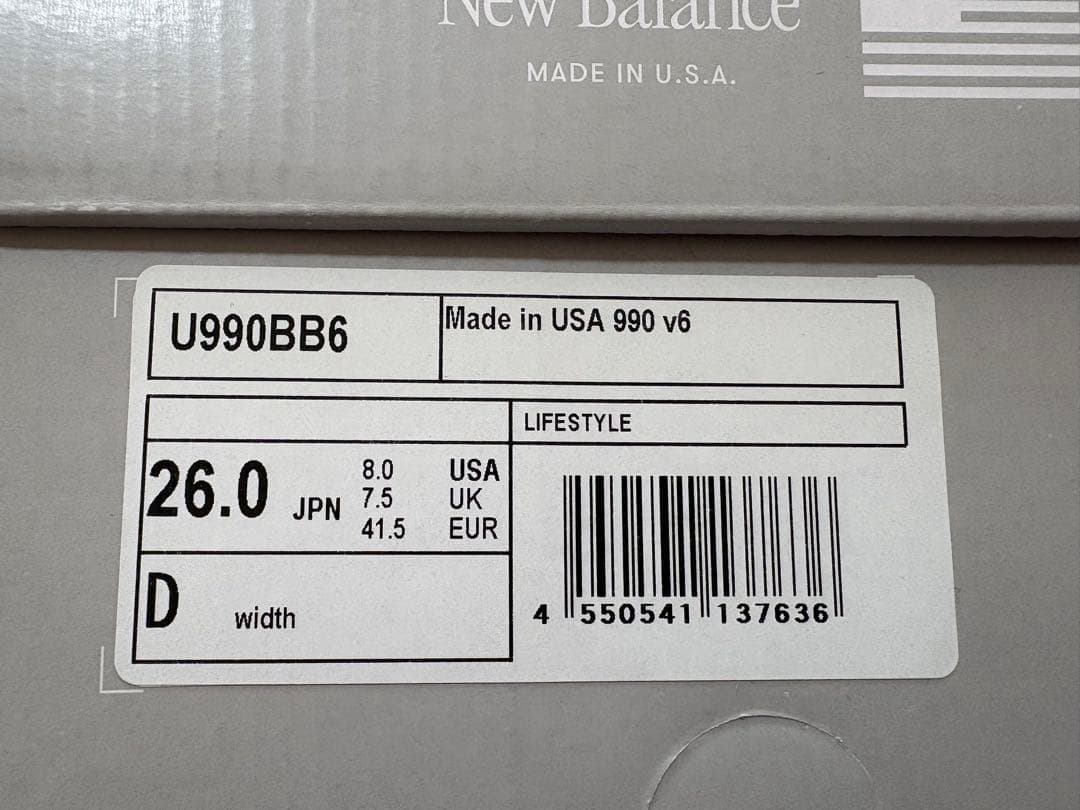 New Balance
MADE IN U.S.A.
U990BB6
Made in USA 990 v6
LIFESTYLE
26.0 JPN
8.0 USA
7.5 UK
41.5 EUR
D width
4 550541 137636